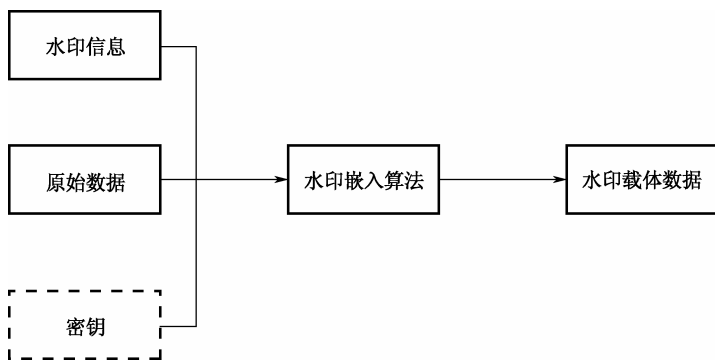 水印信息
原始数据
水印嵌入算法
水印载体数据
密钥